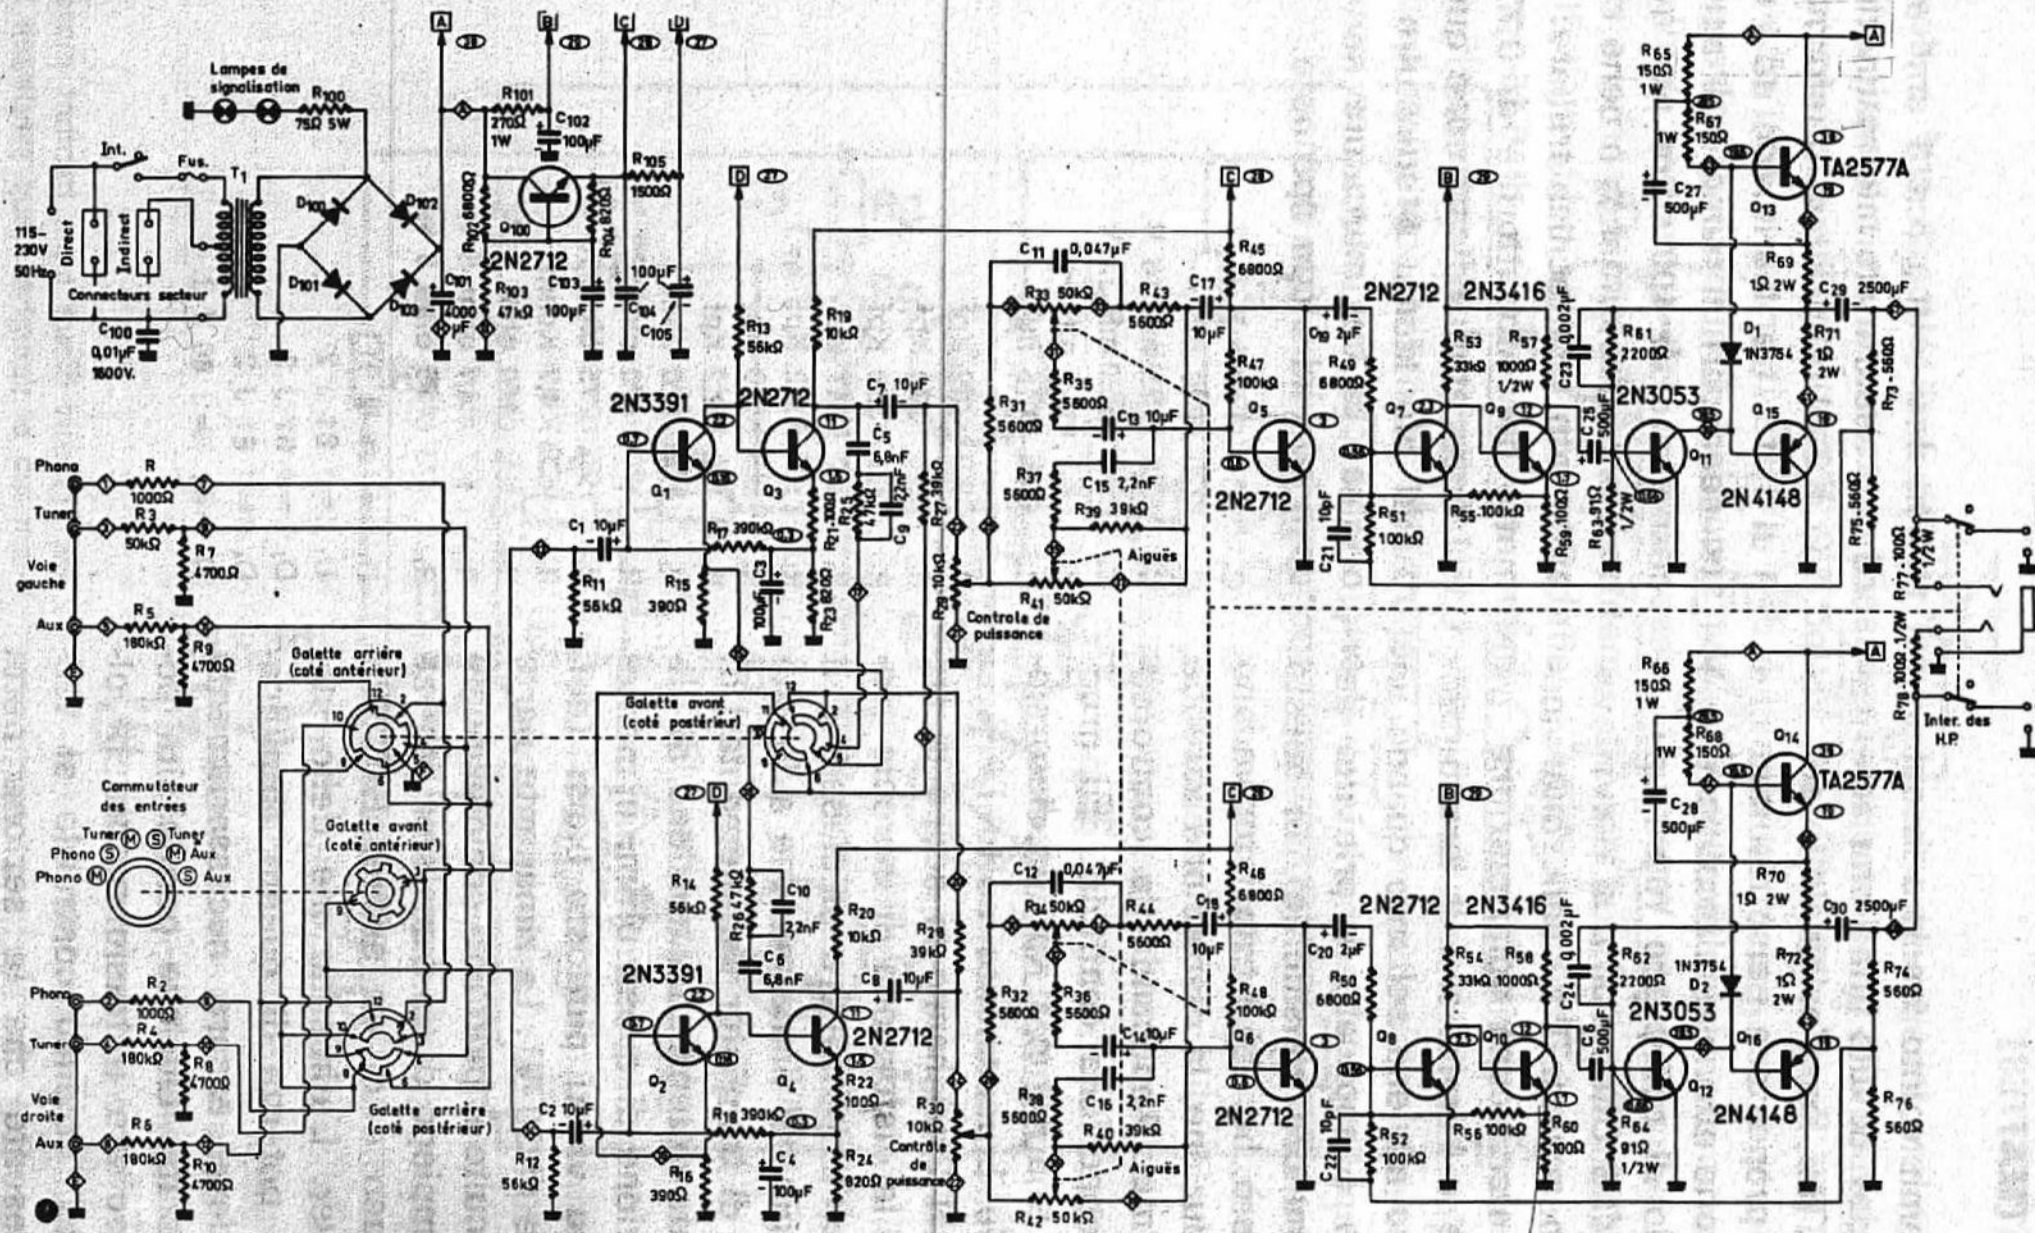 A
B
C
D
Lampes de
signalisation
R100
75Ω 5W
R101
270Ω
1W
C102
100µF
R105
1500Ω
Int.
Fus.
T1
D100
D102
D101
D103
115-
230V
50Hz
Direct
Indirect
Connecteurs secteur
C100
0,01µF
1600V.
R102 6800Ω
Q100
2N2712
R104 820Ω
C101
4000
µF
R103
47kΩ
C103
100µF
100µF
C104
C105
D
27
R13
56kΩ
R19
10kΩ
2N3391
2N2712
C7 10µF
C5
6,8nF
Q1
Q3
R17 390kΩ
R21.100Ω
R25
47kΩ
2,2nF
C9
R27.39kΩ
C1 10µF
R11
56kΩ
R15
390Ω
C3
100µF
R23 820Ω
R29.10kΩ
Controle de
puissance
Phono
R
1000Ω
Tuner
R3
50kΩ
R7
4700Ω
Voie
gauche
R5
180kΩ
Aux
R9
4700Ω
Galette arrière
(coté antérieur)
Galette avant
(coté postérieur)
Commutateur
des entrées
Tuner M S Tuner
Phono S M Aux
Phono M S Aux
Galette avant
(coté antérieur)
Galette arrière
(coté postérieur)
Phono
R2
1000Ω
R4
Tuner
180kΩ
R8
4700Ω
Voie
droite
R6
Aux
180kΩ
R10
4700Ω
D
27
R14
56kΩ
R26 47kΩ
C10
2,2nF
R20
10kΩ
C6
6,8nF
C8
10µF
R28
39kΩ
2N3391
2N2712
Q2
Q4
R22
100Ω
C2 10µF
R18 390kΩ
R12
56kΩ
R16
390Ω
C4
100µF
R24
820Ω
R30
10kΩ
Contrôle
de
puissance
C11 0,047µF
R33 50kΩ
R43
5600Ω
C17
10µF
R31
5600Ω
R35
5600Ω
C13 10µF
R37
5600Ω
C15 2,2nF
R39 39kΩ
Aiguës
R41
50kΩ
C
R45
6800Ω
R47
100kΩ
Q5
2N2712
C19 2µF
R49
6800Ω
B
2N2712
2N3416
R53
33kΩ
R57
1000Ω
1/2W
Q7
Q9
R51
100kΩ
C21 10pF
R55.100kΩ
R59.100Ω
C23 0,002µF
R61
2200Ω
C25
500µF
2N3053
Q11
R63-91Ω
1/2W
R65
150Ω
1W
R67
150Ω
1W
C27
500µF
A
TA2577A
Q13
R69
1Ω 2W
D1
1N3754
R71
1Ω
2W
Q15
2N4148
C29 2500µF
R73-560Ω
R75.560Ω
R77-100Ω
1/2W
R78.100Ω.1/2W
Inter. des
H.P.
C12 0,047µF
R34 50kΩ
R44
5600Ω
C18
10µF
R32
5600Ω
R36
5600Ω
C14 10µF
R38
5600Ω
C16 2,2nF
R40
39kΩ
Aiguës
R42 50kΩ
C
R46
6800Ω
R48
100kΩ
Q6
2N2712
C20 2µF
R50
6800Ω
B
2N2712
2N3416
R54
33kΩ
R58
1000Ω
Q8
Q10
C22 10pF
R52
100kΩ
R56 100kΩ
R60
100Ω
C24 0,002µF
R62
2200Ω
500µF
2N3053
Q12
R64
91Ω
1/2W
R66
150Ω
1W
R68
150Ω
1W
C28
500µF
A
Q14
TA2577A
R70
1Ω 2W
1N3754
D2
R72
1Ω
2W
Q16
2N4148
C30 2500µF
R74
560Ω
R76
560Ω